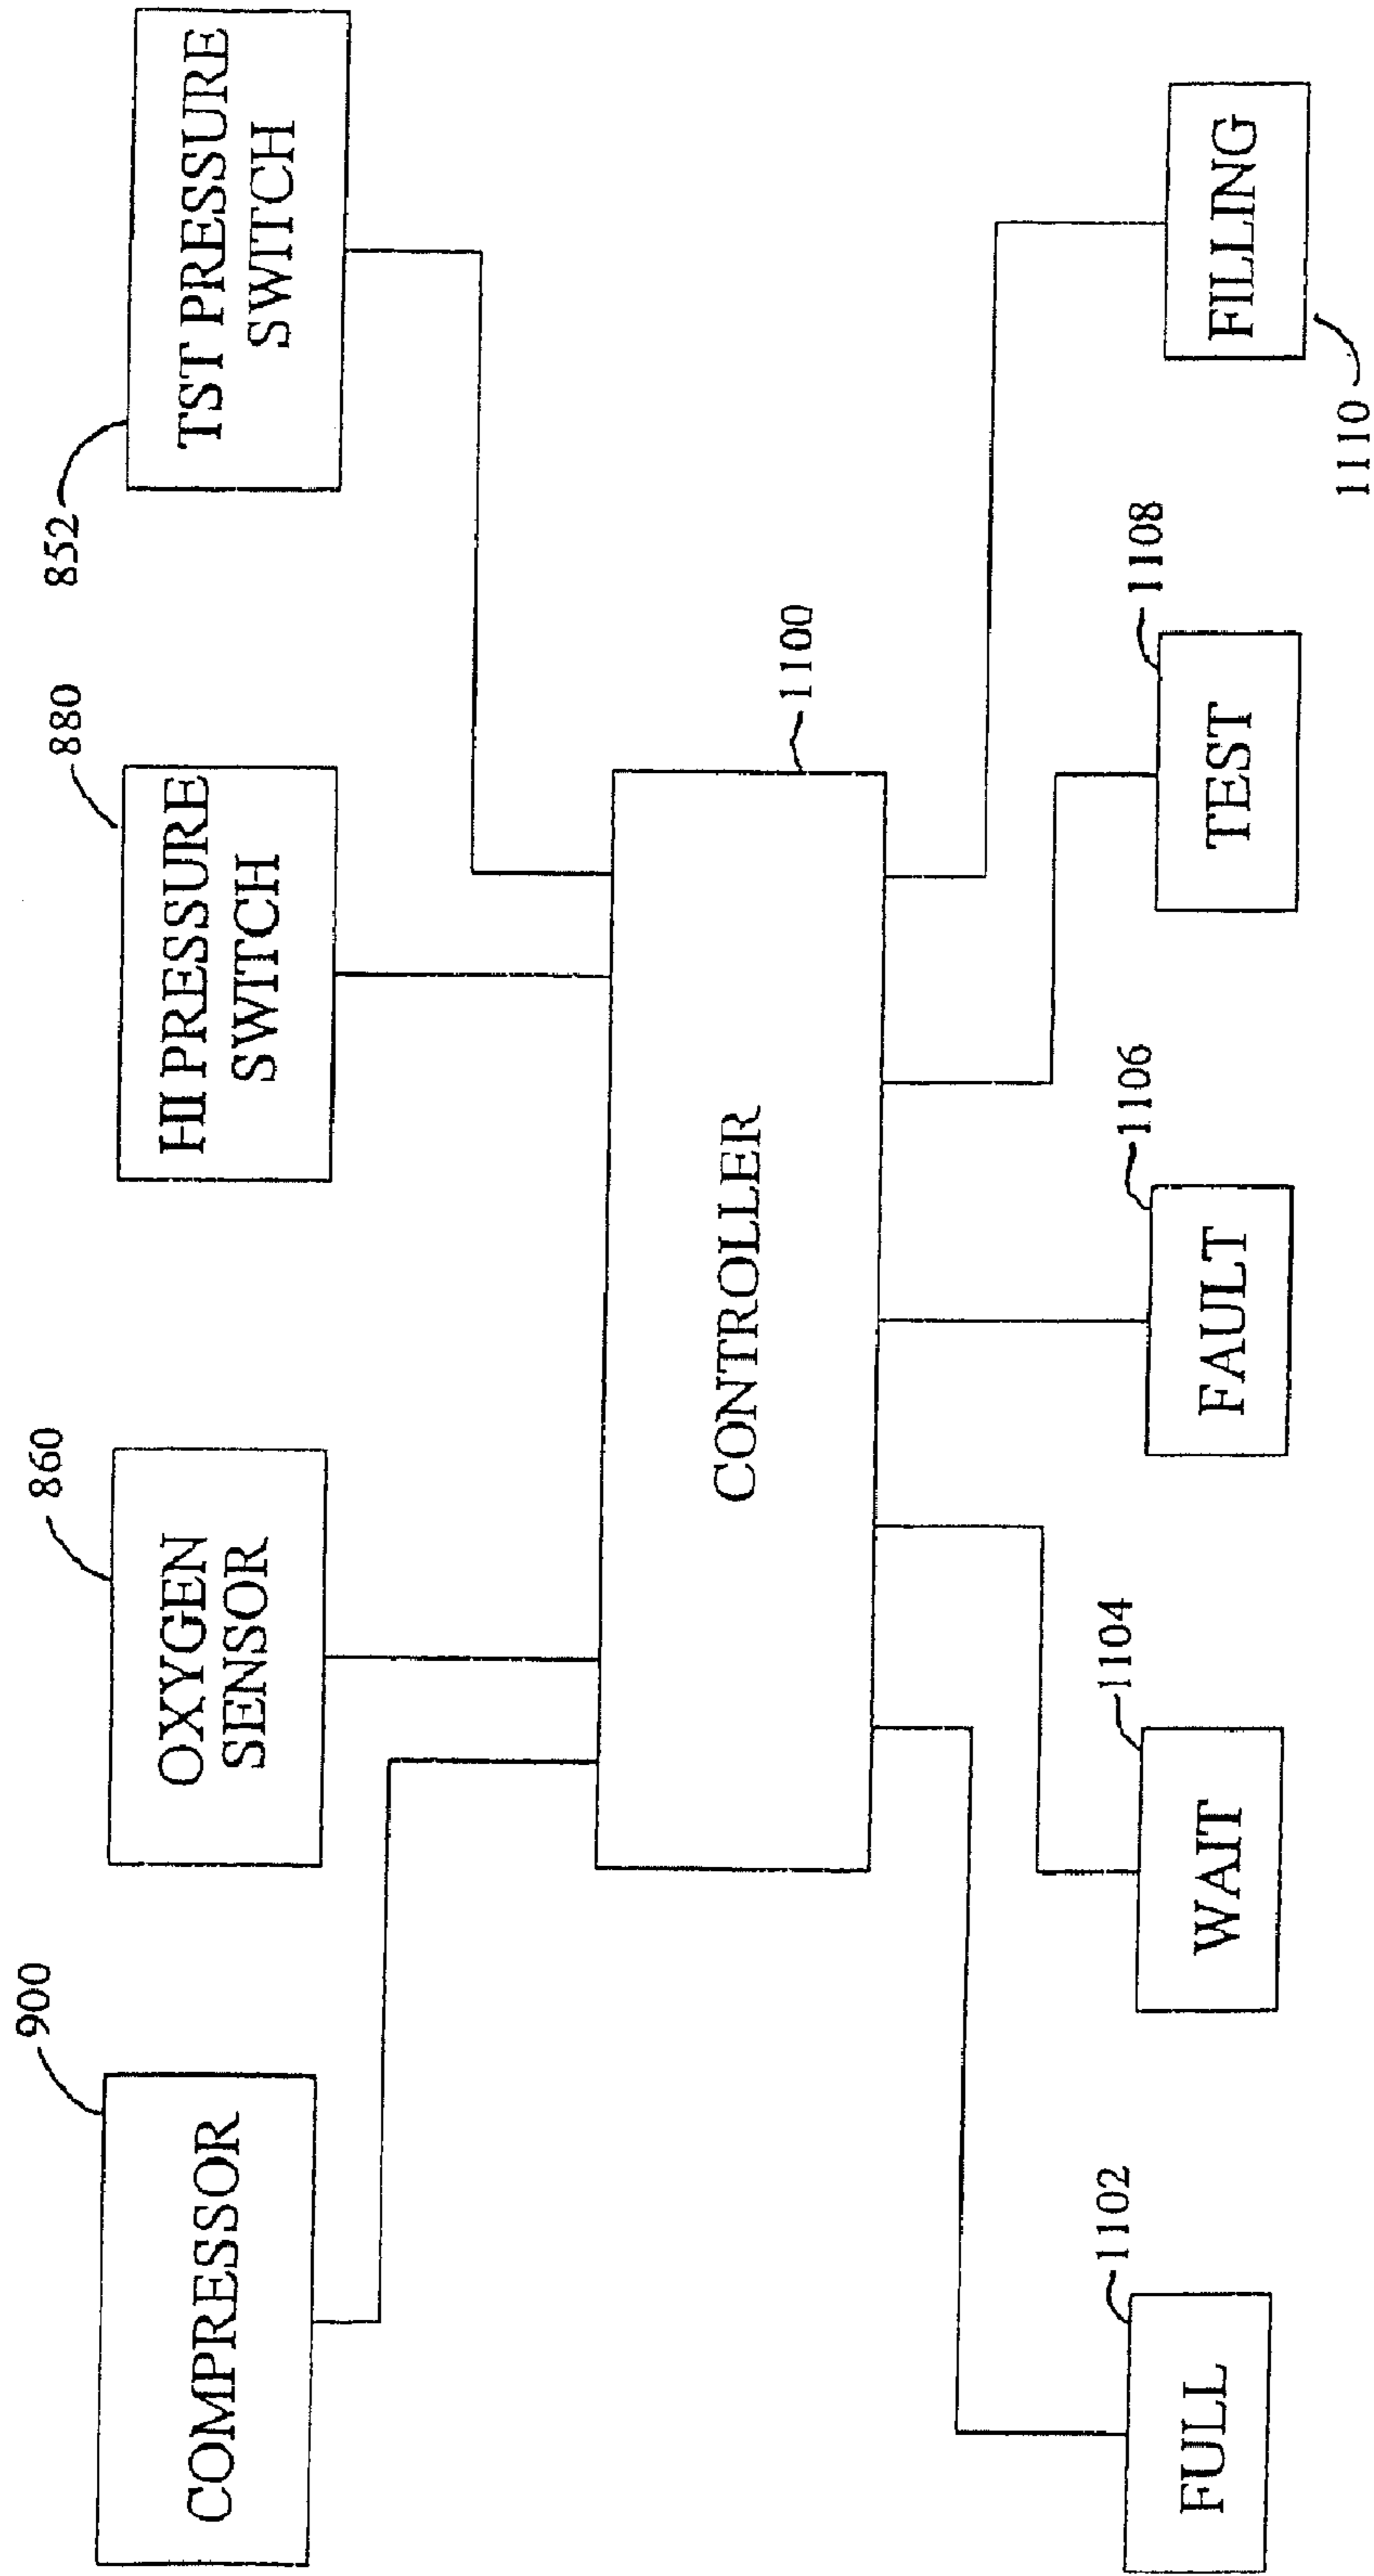 900
COMPRESSOR
860
OXYGEN
SENSOR
880
HI PRESSURE
SWITCH
852
TST PRESSURE
SWITCH
CONTROLLER
1100
1102
FULL
1104
WAIT
1106
FAULT
1108
TEST
FILLING
1110